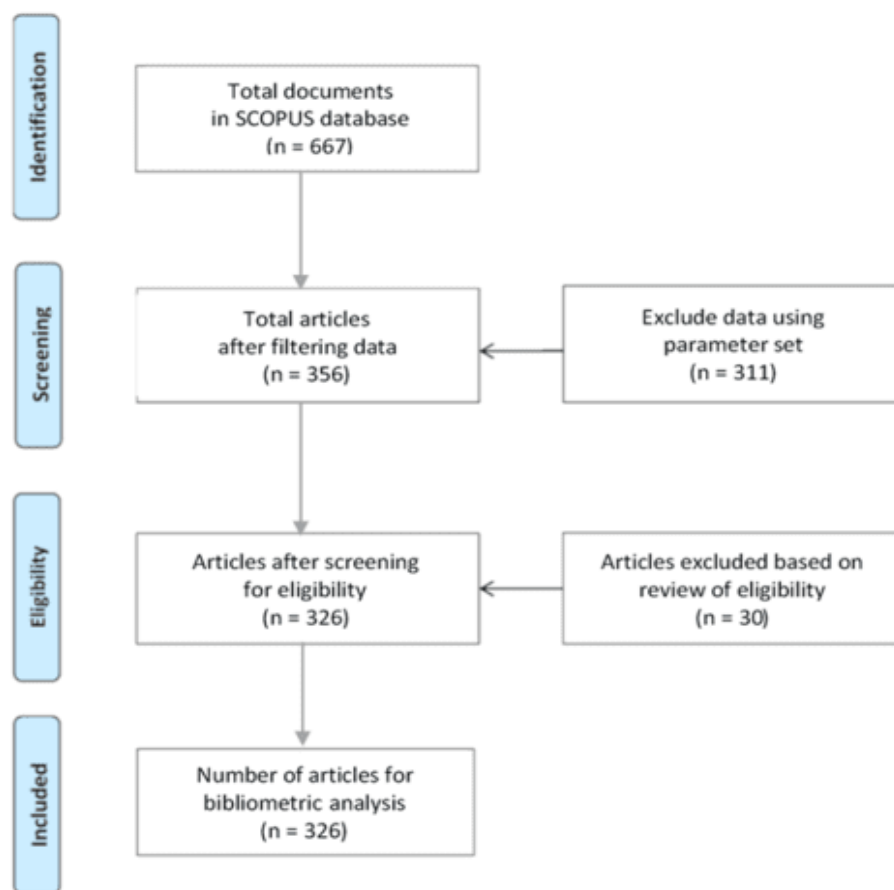 Identification
Total documents
in SCOPUS database
(n = 667)
Screening
Total articles
after filtering data
(n = 356)
Exclude data using
parameter set
(n = 311)
Eligibility
Articles after screening
for eligibility
(n = 326)
Articles excluded based on
review of eligibility
(n = 30)
Included
Number of articles for
bibliometric analysis
(n = 326)